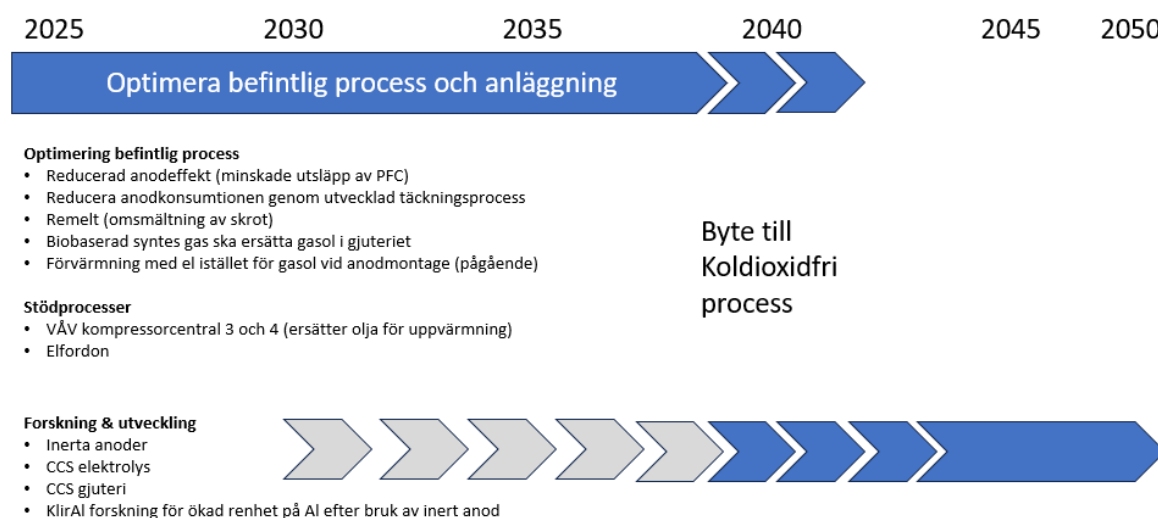 2025 2030 2035 2040 2045 2050
Optimera befintlig process och anläggning
Optimering befintlig process
• Reducerad anodeffekt (minskade utsläpp av PFC)
• Reducera anodkonsumtionen genom utvecklad täckningsprocess
• Remelt (omsmältning av skrot)
• Biobaserad syntes gas ska ersätta gasol i gjuteriet
• Förvärmning med el istället för gasol vid anodmontage (pågående)
Byte till
Koldioxidfri
process
Stödprocesser
• VÅV kompressorcentral 3 och 4 (ersätter olja för uppvärmning)
• Elfordon
Forskning & utveckling
• Inerta anoder
• CCS elektrolys
• CCS gjuteri
• KlirAl forskning för ökad renhet på Al efter bruk av inert anod